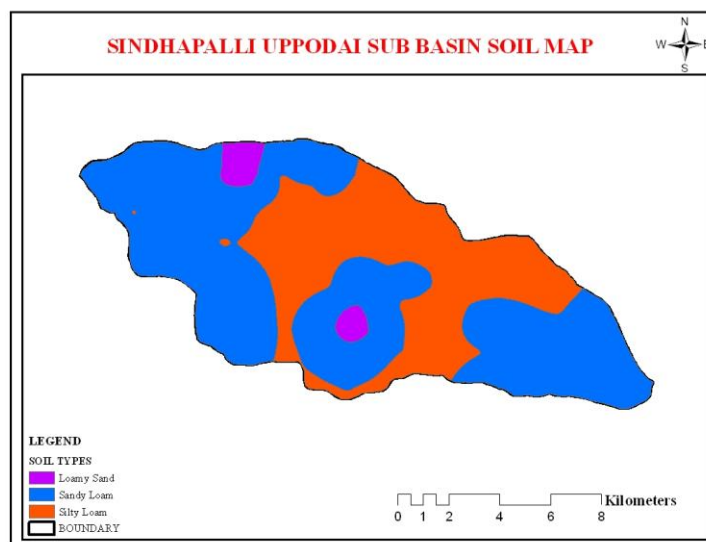 SINDHAPALLI UPPODAI SUB BASIN SOIL MAP
N
W E
S
LEGEND
SOIL TYPES
Loamy Sand
Sandy Loam
Silty Loam
BOUNDARY
Kilometers
0 1 2 4 6 8